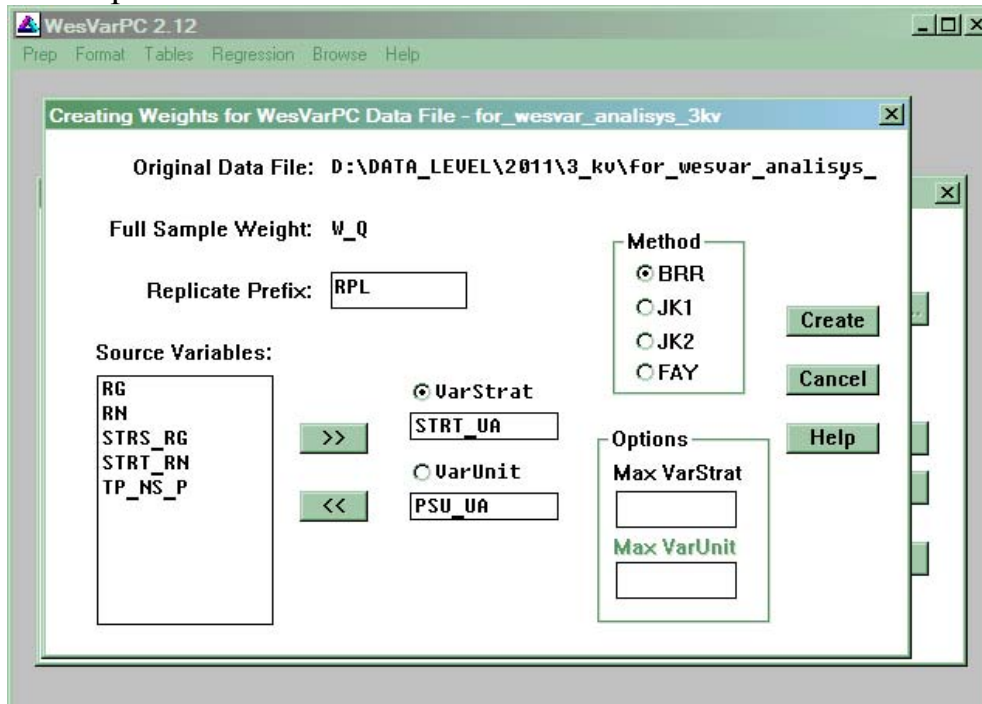 WesVarPC 2.12
Prep Format Tables Regression Browse Help
Creating Weights for WesVarPC Data File - for_wesvar_analisys_3kv
Original Data File: D:\DATA_LEVEL\2011\3_kv\for_wesvar_analisys_
Full Sample Weight: W_Q
Replicate Prefix: RPL
Method
BRR
JK1
JK2
FAY
Create
Cancel
Help
Source Variables:
RG
RN
STRS_RG
STRT_RN
TP_NS_P
>>
<<
VarStrat
STRT_UA
VarUnit
PSU_UA
Options
Max VarStrat
Max VarUnit